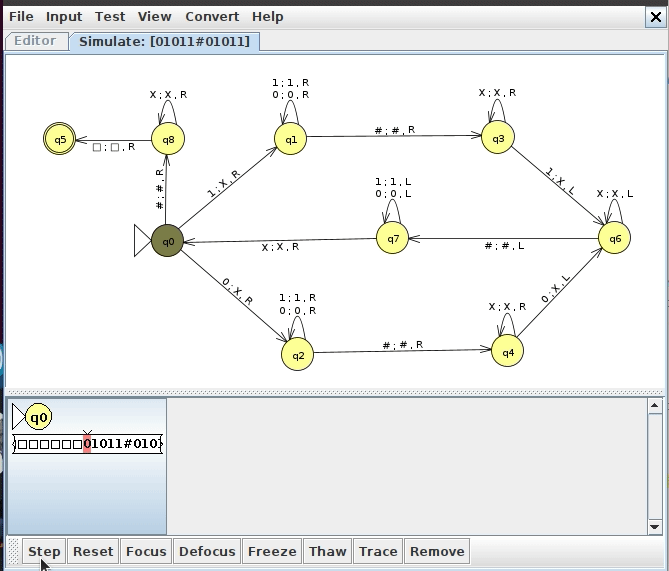 File Input Test View Convert Help
Editor Simulate: [01011#01011]
1;1,R
0;0,R
X;X,R
X;X,R
q5
q8
q1
q3
□;□,R
#;#,R
#;#,R
1;X,R
1;X,L
1;1,L
0;0,L
X;X,L
q0
q7
q6
X;X,R
#;#,L
0;X,R
0;X,L
1;1,R
0;0,R
X;X,R
q2
q4
#;#,R
q0
□□□□□□01011#010
Step Reset Focus Defocus Freeze Thaw Trace Remove